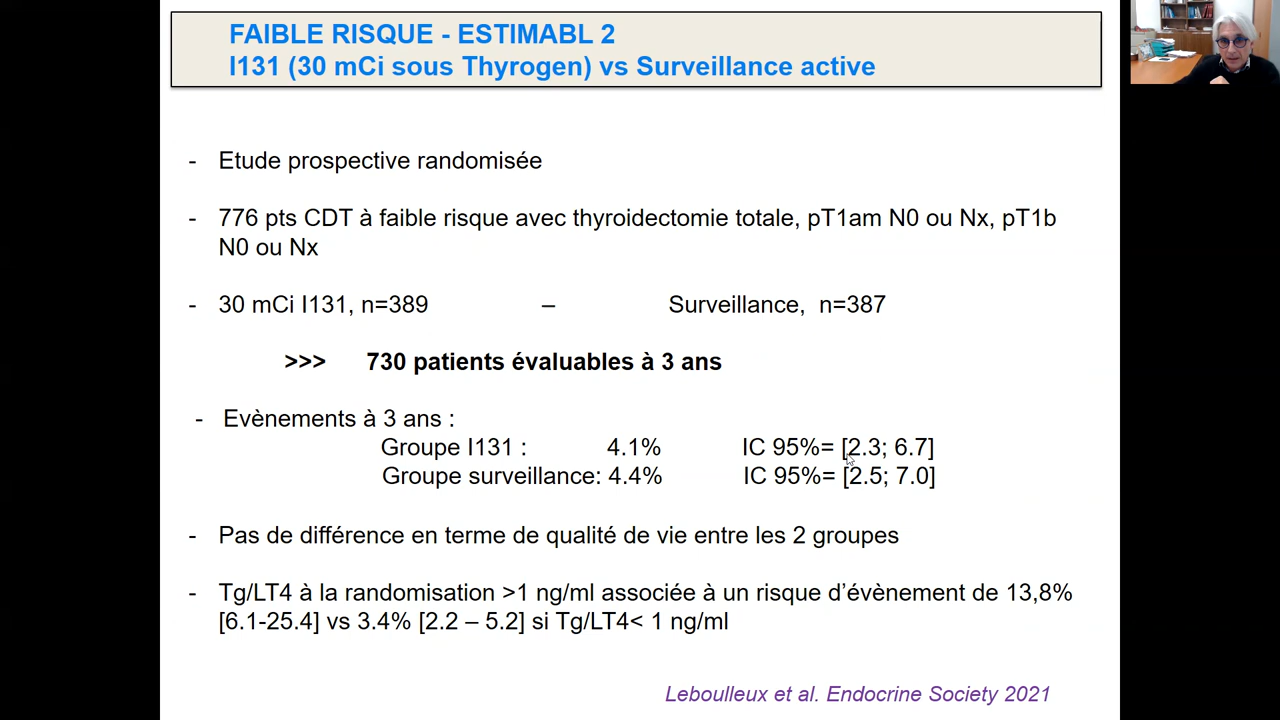 FAIBLE RISQUE - ESTIMABL 2
I131 (30 mCi sous Thyrogen) vs Surveillance active
- Etude prospective randomisée
- 776 pts CDT à faible risque avec thyroidectomie totale, pT1am N0 ou Nx, pT1b
N0 ou Nx
- 30 mCi I131, n=389 – Surveillance, n=387
>>> 730 patients évaluables à 3 ans
- Evènements à 3 ans :
Groupe I131 : 4.1% IC 95%= [2.3; 6.7]
Groupe surveillance: 4.4% IC 95%= [2.5; 7.0]
- Pas de différence en terme de qualité de vie entre les 2 groupes
- Tg/LT4 à la randomisation >1 ng/ml associée à un risque d’évènement de 13,8%
[6.1-25.4] vs 3.4% [2.2 – 5.2] si Tg/LT4< 1 ng/ml
Leboulleux et al. Endocrine Society 2021